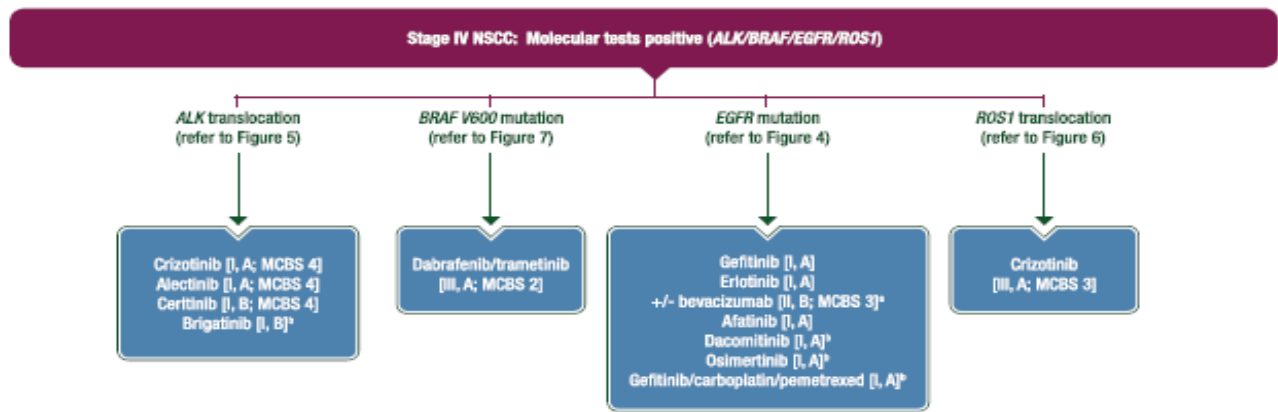 Stage IV NSCC: Molecular tests positive (ALK/BRAF/EGFR/ROS1)
ALK translocation
(refer to Figure 5)
BRAF V600 mutation
(refer to Figure 7)
EGFR mutation
(refer to Figure 4)
ROS1 translocation
(refer to Figure 6)
Crizotinib [I, A; MCBS 4]
Alectinib [I, A; MCBS 4]
Ceritinib [I, B; MCBS 4]
Brigatinib [I, B]ᵇ
Dabrafenib/trametinib
[III, A; MCBS 2]
Gefitinib [I, A]
Erlotinib [I, A]
+/- bevacizumab [II, B; MCBS 3]ᵃ
Afatinib [I, A]
Dacomitinib [I, A]ᵇ
Osimertinib [I, A]ᵇ
Gefitinib/carboplatin/pemetrexed [I, A]ᵇ
Crizotinib
[III, A; MCBS 3]